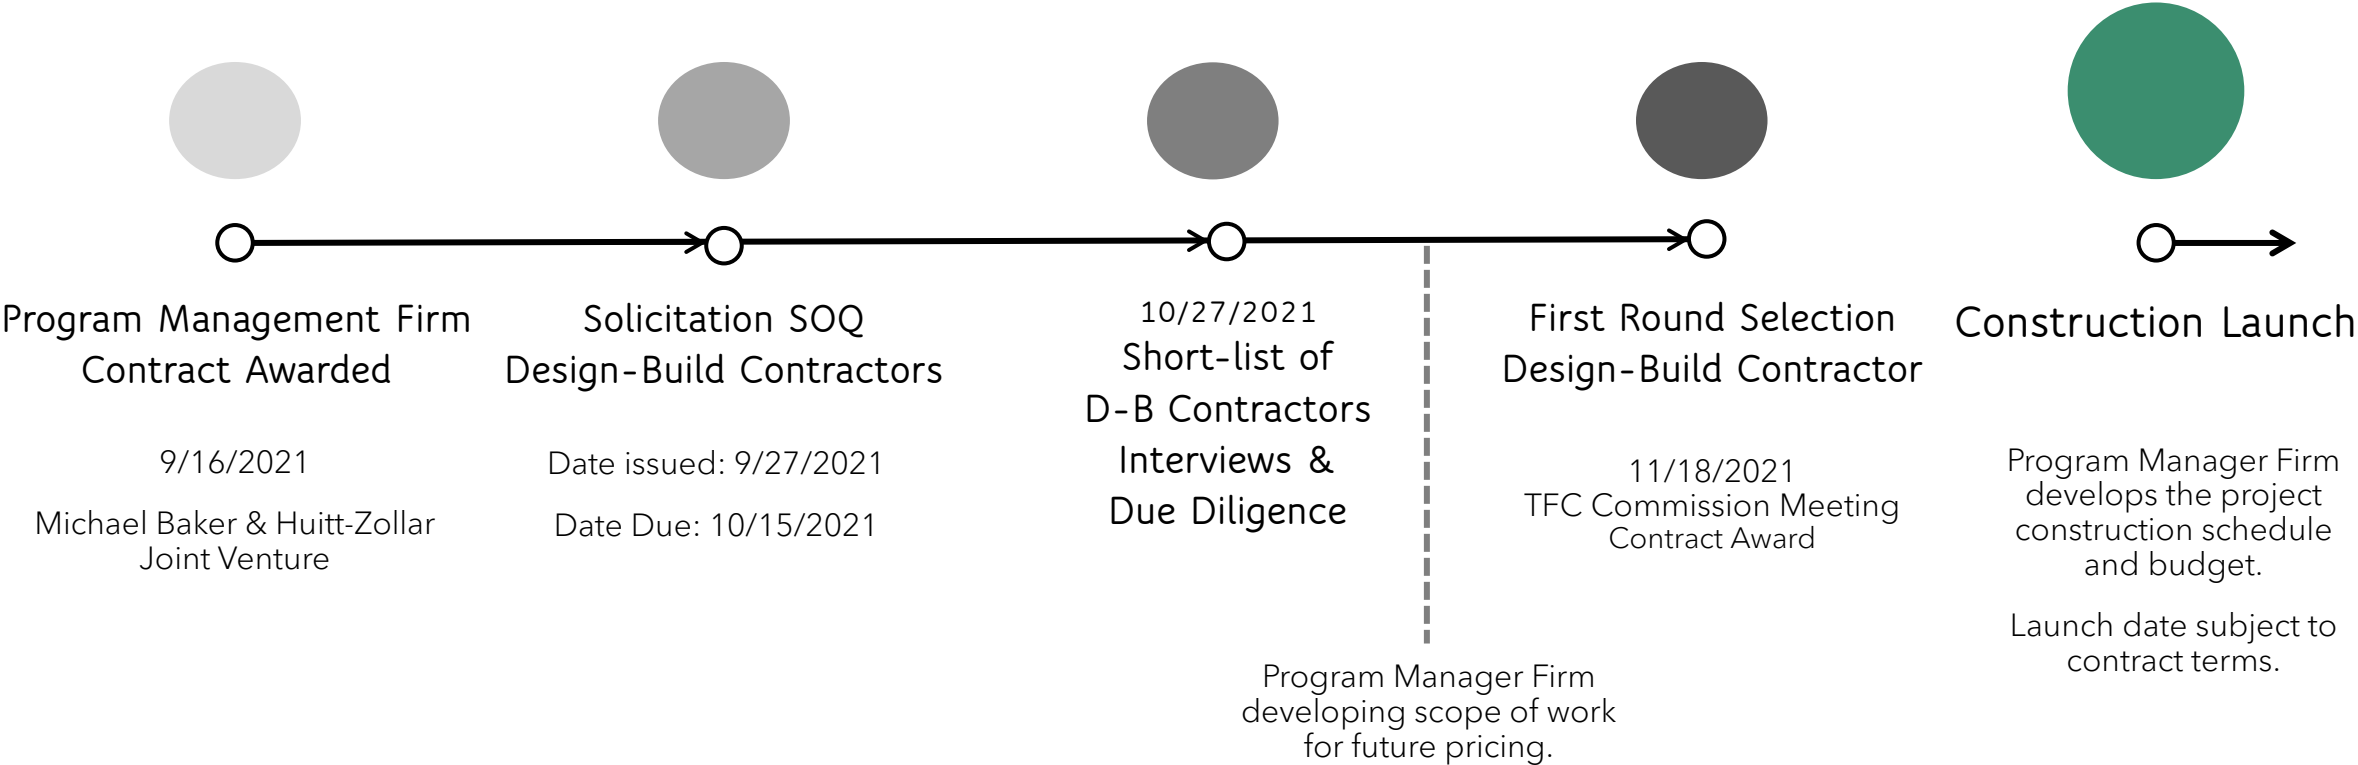 Program Management Firm
Contract Awarded
9/16/2021
Michael Baker & Huitt-Zollar
Joint Venture
Solicitation SOQ
Design-Build Contractors
Date issued: 9/27/2021
Date Due: 10/15/2021
10/27/2021
Short-list of
D-B Contractors
Interviews &
Due Diligence
Program Manager Firm
developing scope of work
for future pricing.
First Round Selection
Design-Build Contractor
11/18/2021
TFC Commission Meeting
Contract Award
Construction Launch
Program Manager Firm
develops the project
construction schedule
and budget.
Launch date subject to
contract terms.